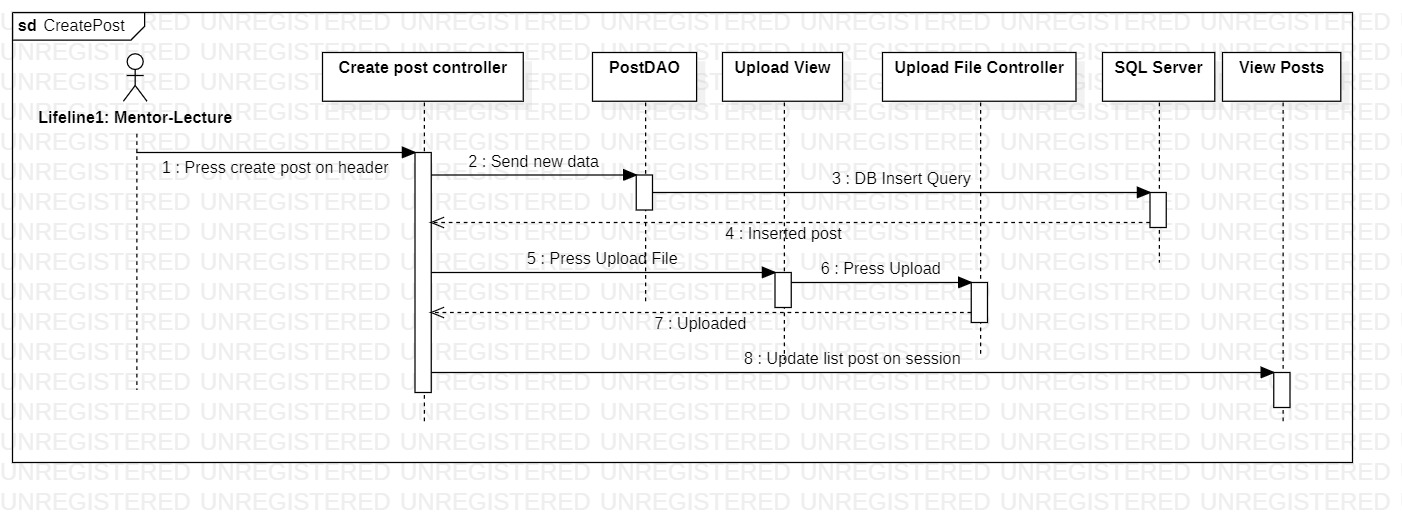 sd CreatePost
Create post controller
PostDAO
Upload View
Upload File Controller
SQL Server
View Posts
Lifeline1: Mentor-Lecture
1 : Press create post on header
2 : Send new data
3 : DB Insert Query
4 : Inserted post
5 : Press Upload File
6 : Press Upload
7 : Uploaded
8 : Update list post on session
UNREGISTERED UNREGISTERED UNREGISTERED UNREGISTERED UNREGISTERED UNREGISTERED UNREGISTERED